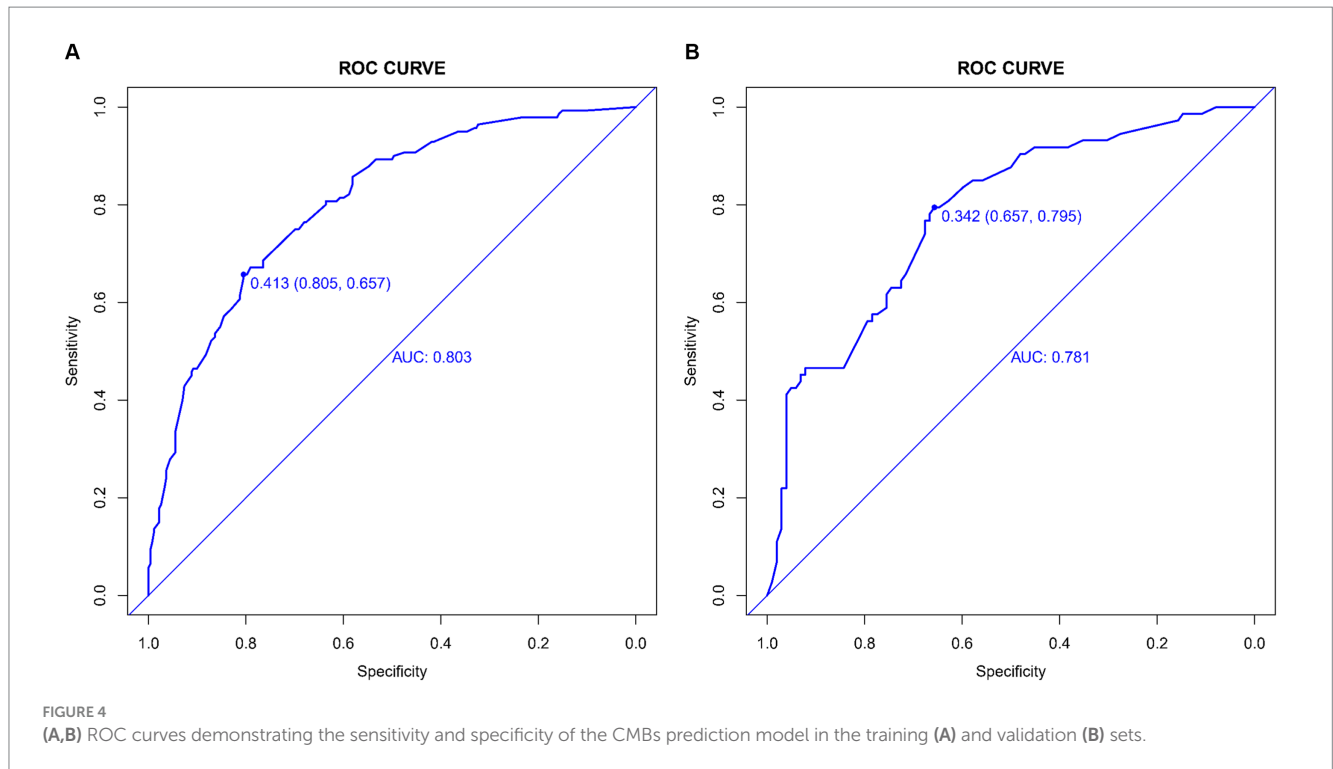 A
ROC CURVE
1.0
0.8
0.6
0.4
0.2
0.0
Sensitivity
0.413 (0.805, 0.657)
AUC: 0.803
1.0 0.8 0.6 0.4 0.2 0.0
Specificity
B
ROC CURVE
1.0
0.8
0.6
0.4
0.2
0.0
Sensitivity
0.342 (0.657, 0.795)
AUC: 0.781
1.0 0.8 0.6 0.4 0.2 0.0
Specificity
FIGURE 4
(A,B) ROC curves demonstrating the sensitivity and specificity of the CMBs prediction model in the training (A) and validation (B) sets.